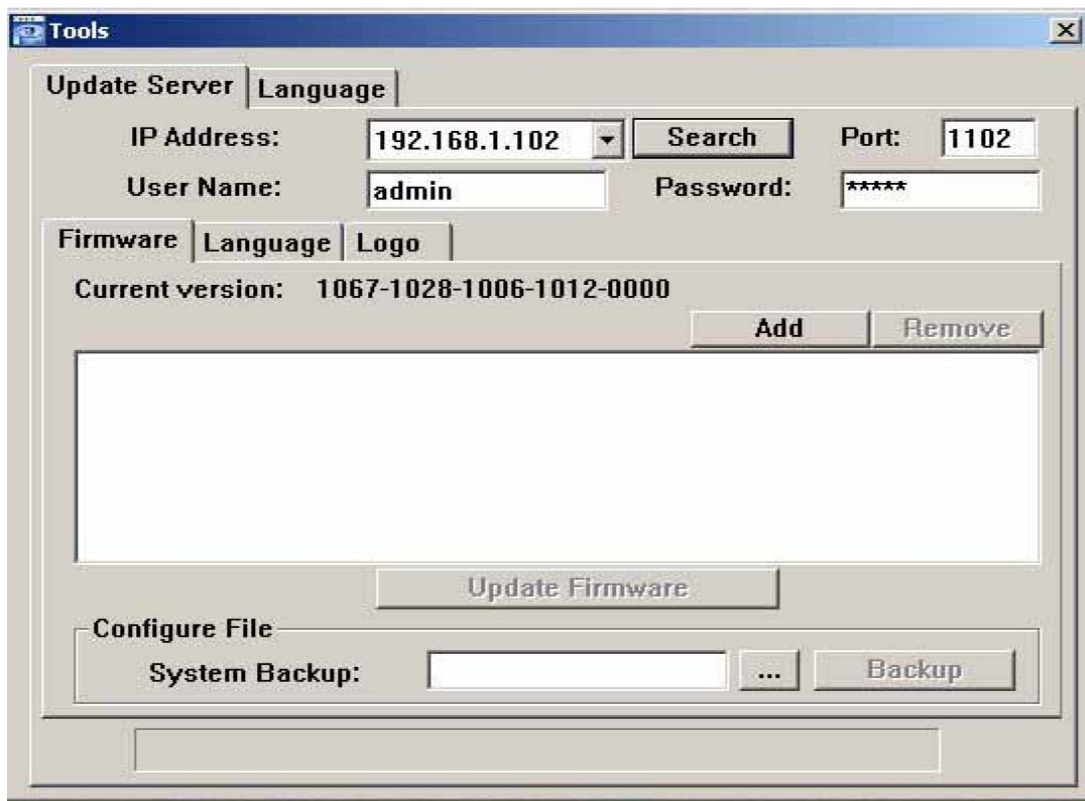 Tools
Update Server Language
IP Address: 192.168.1.102 Search Port: 1102
User Name: admin Password: *****
Firmware Language Logo
Current version: 1067-1028-1006-1012-0000
Add Remove
Update Firmware
Configure File
System Backup: ... Backup